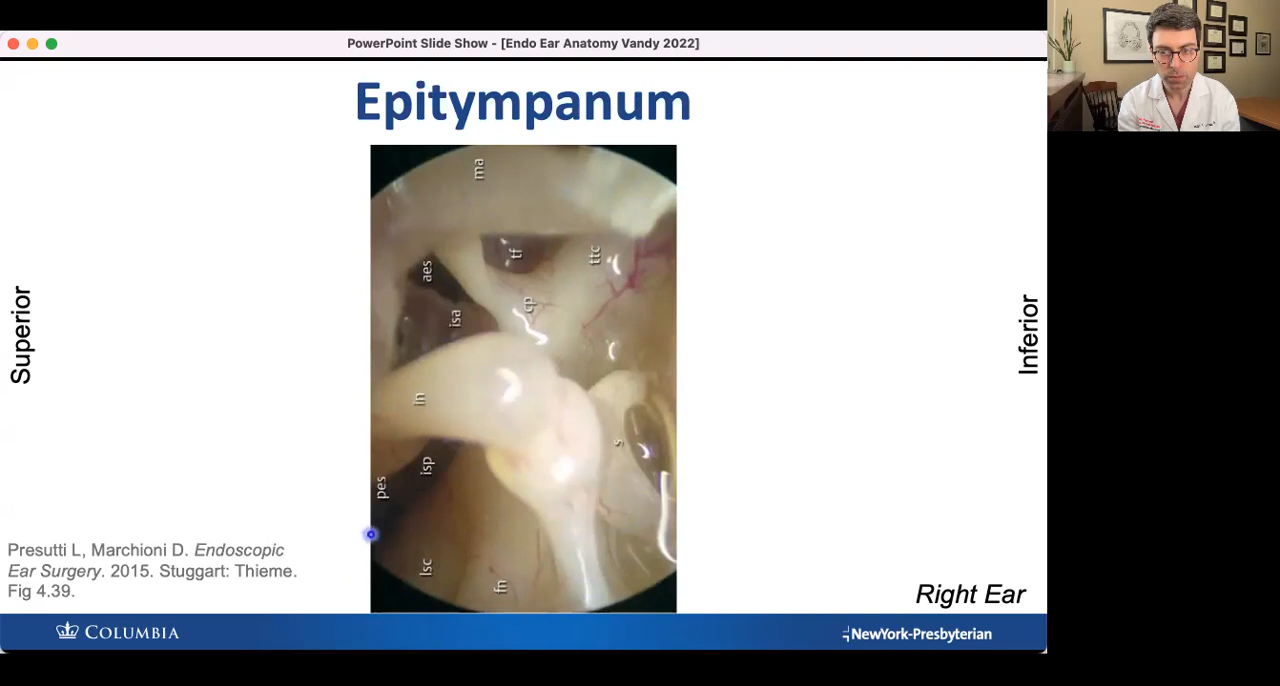 PowerPoint Slide Show - [Endo Ear Anatomy Vandy 2022]
Epitympanum
Superior
ma
aes
tf
ttc
isa
cp
in
isp
s
pes
lsc
fn
Inferior
Presutti L, Marchioni D. Endoscopic
Ear Surgery. 2015. Stuggart: Thieme.
Fig 4.39.
Right Ear
COLUMBIA
NewYork-Presbyterian